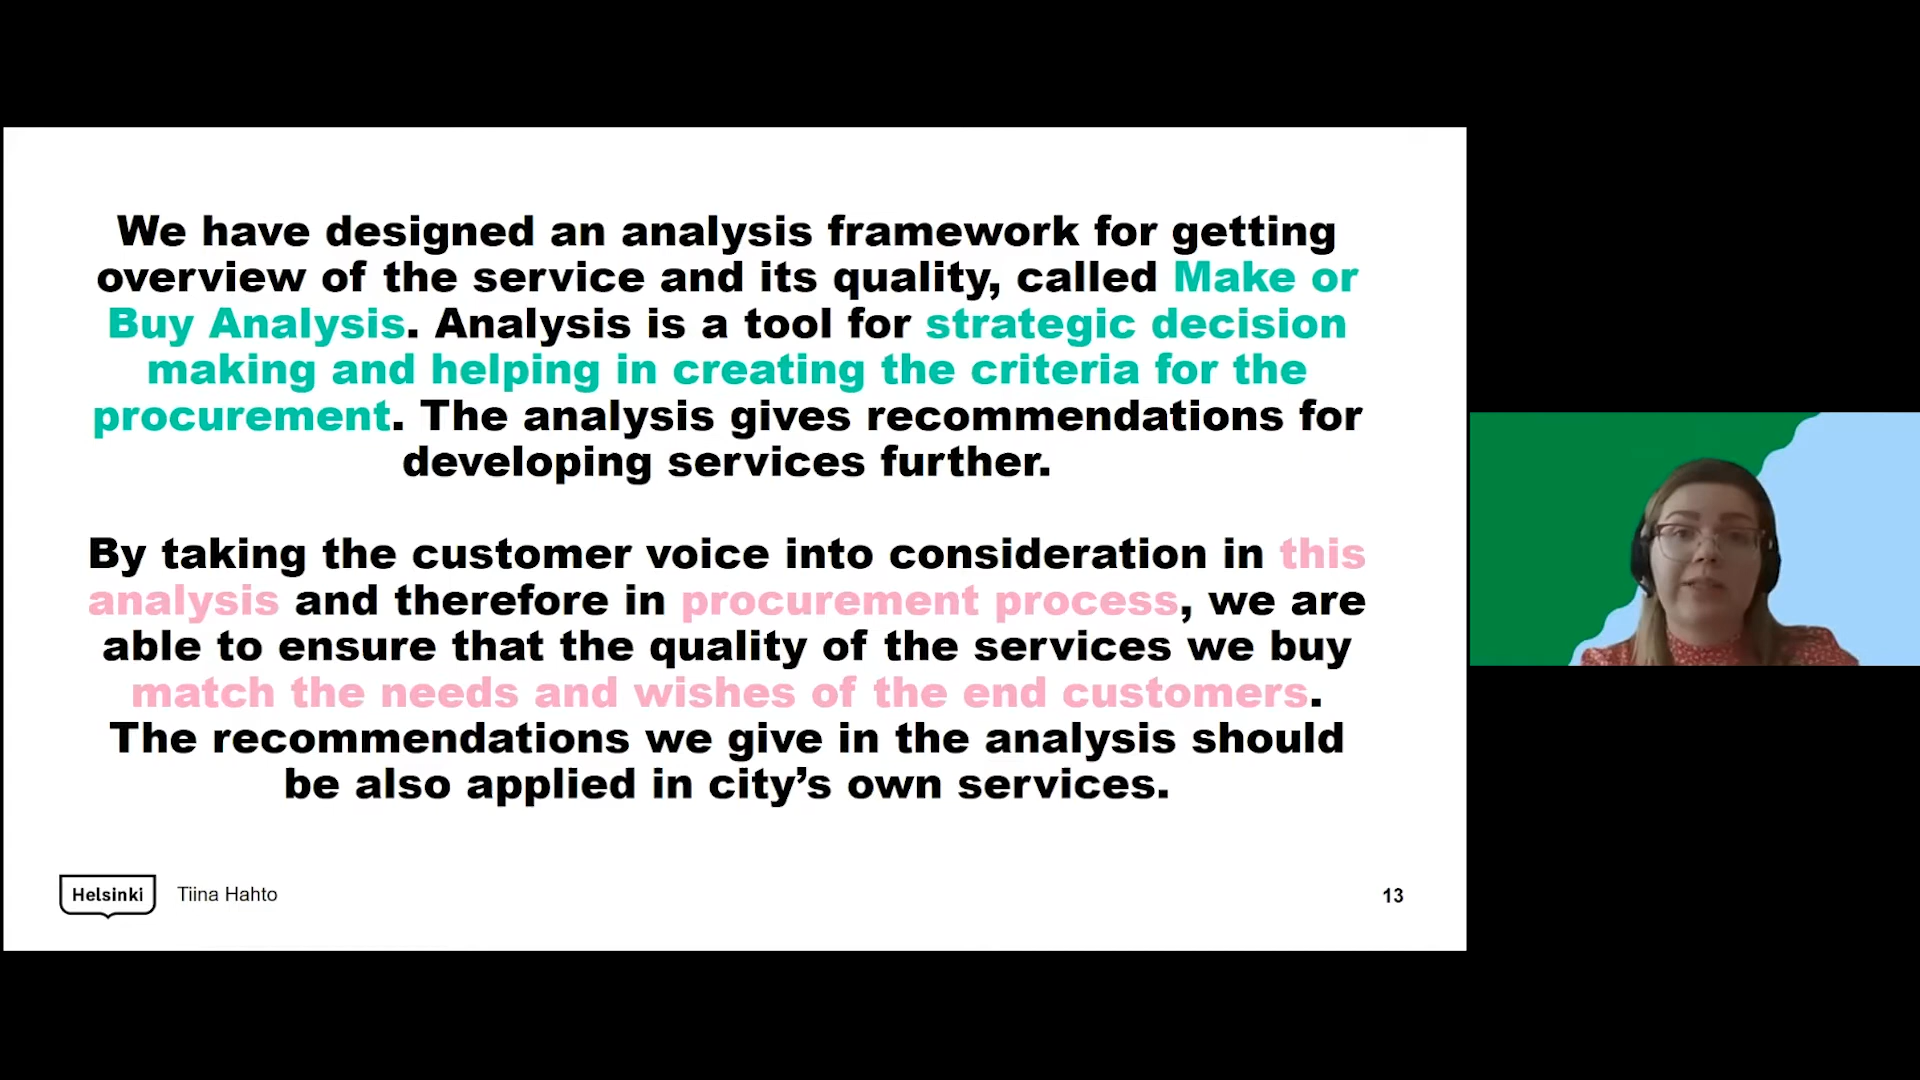 We have designed an analysis framework for getting
overview of the service and its quality, called Make or
Buy Analysis. Analysis is a tool for strategic decision
making and helping in creating the criteria for the
procurement. The analysis gives recommendations for
developing services further.
By taking the customer voice into consideration in this
analysis and therefore in procurement process, we are
able to ensure that the quality of the services we buy
match the needs and wishes of the end customers.
The recommendations we give in the analysis should
be also applied in city’s own services.
Helsinki
Tiina Hahto
13